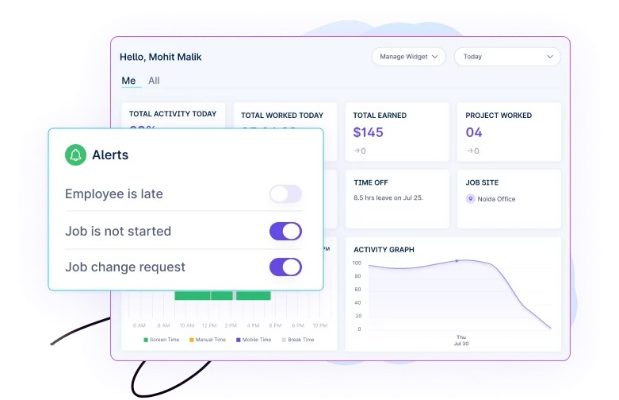 Hello, Mohit Malik
Manage Widget
Today
Me All
TOTAL ACTIVITY TODAY
TOTAL WORKED TODAY
TOTAL EARNED
$145
→0
PROJECT WORKED
04
→0
Alerts
Employee is late
Job is not started
Job change request
TIME OFF
8.5 hrs leave on Jul 25.
JOB SITE
Noida Office
PM
6 AM 8 AM 10 AM 12 PM 2 PM 4 PM 6 PM 8 PM 10 PM
Screen Time Manual Time Mobile Time Break Time
ACTIVITY GRAPH
100
80
60
40
20
0
Thu
Jul 20